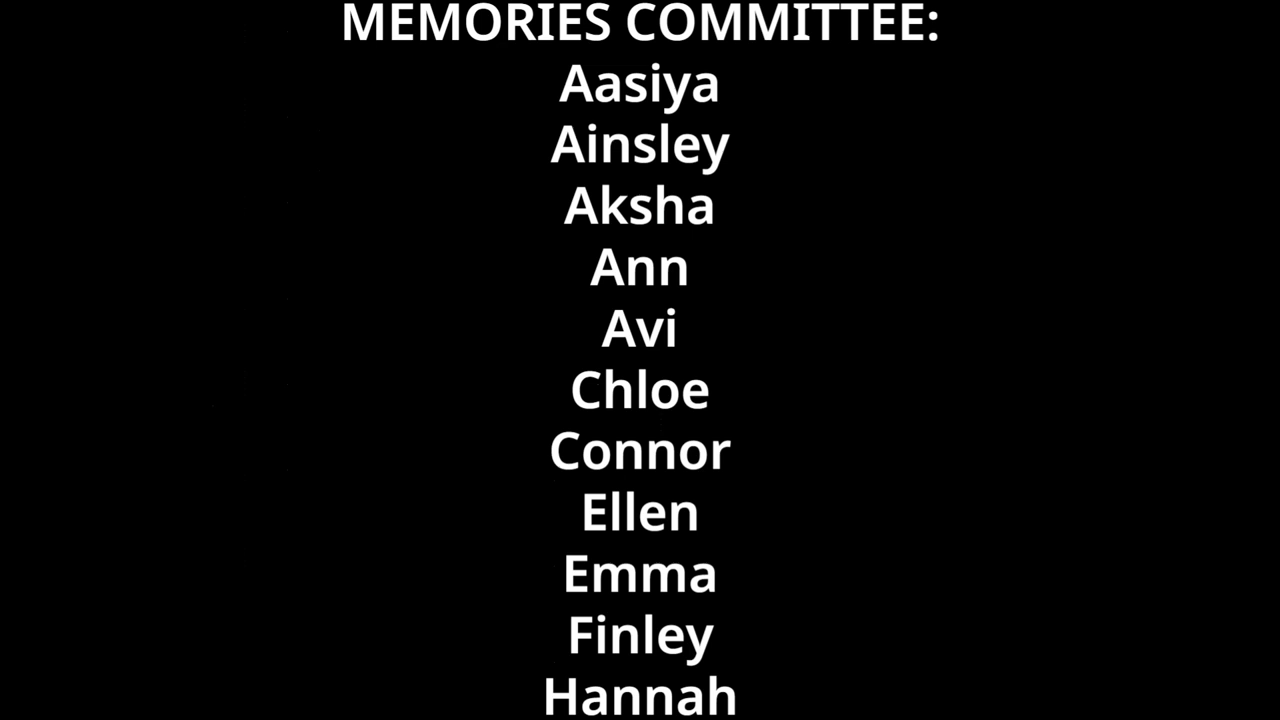 MEMORIES COMMITTEE:
Aasiya
Ainsley
Aksha
Ann
Avi
Chloe
Connor
Ellen
Emma
Finley
Hannah